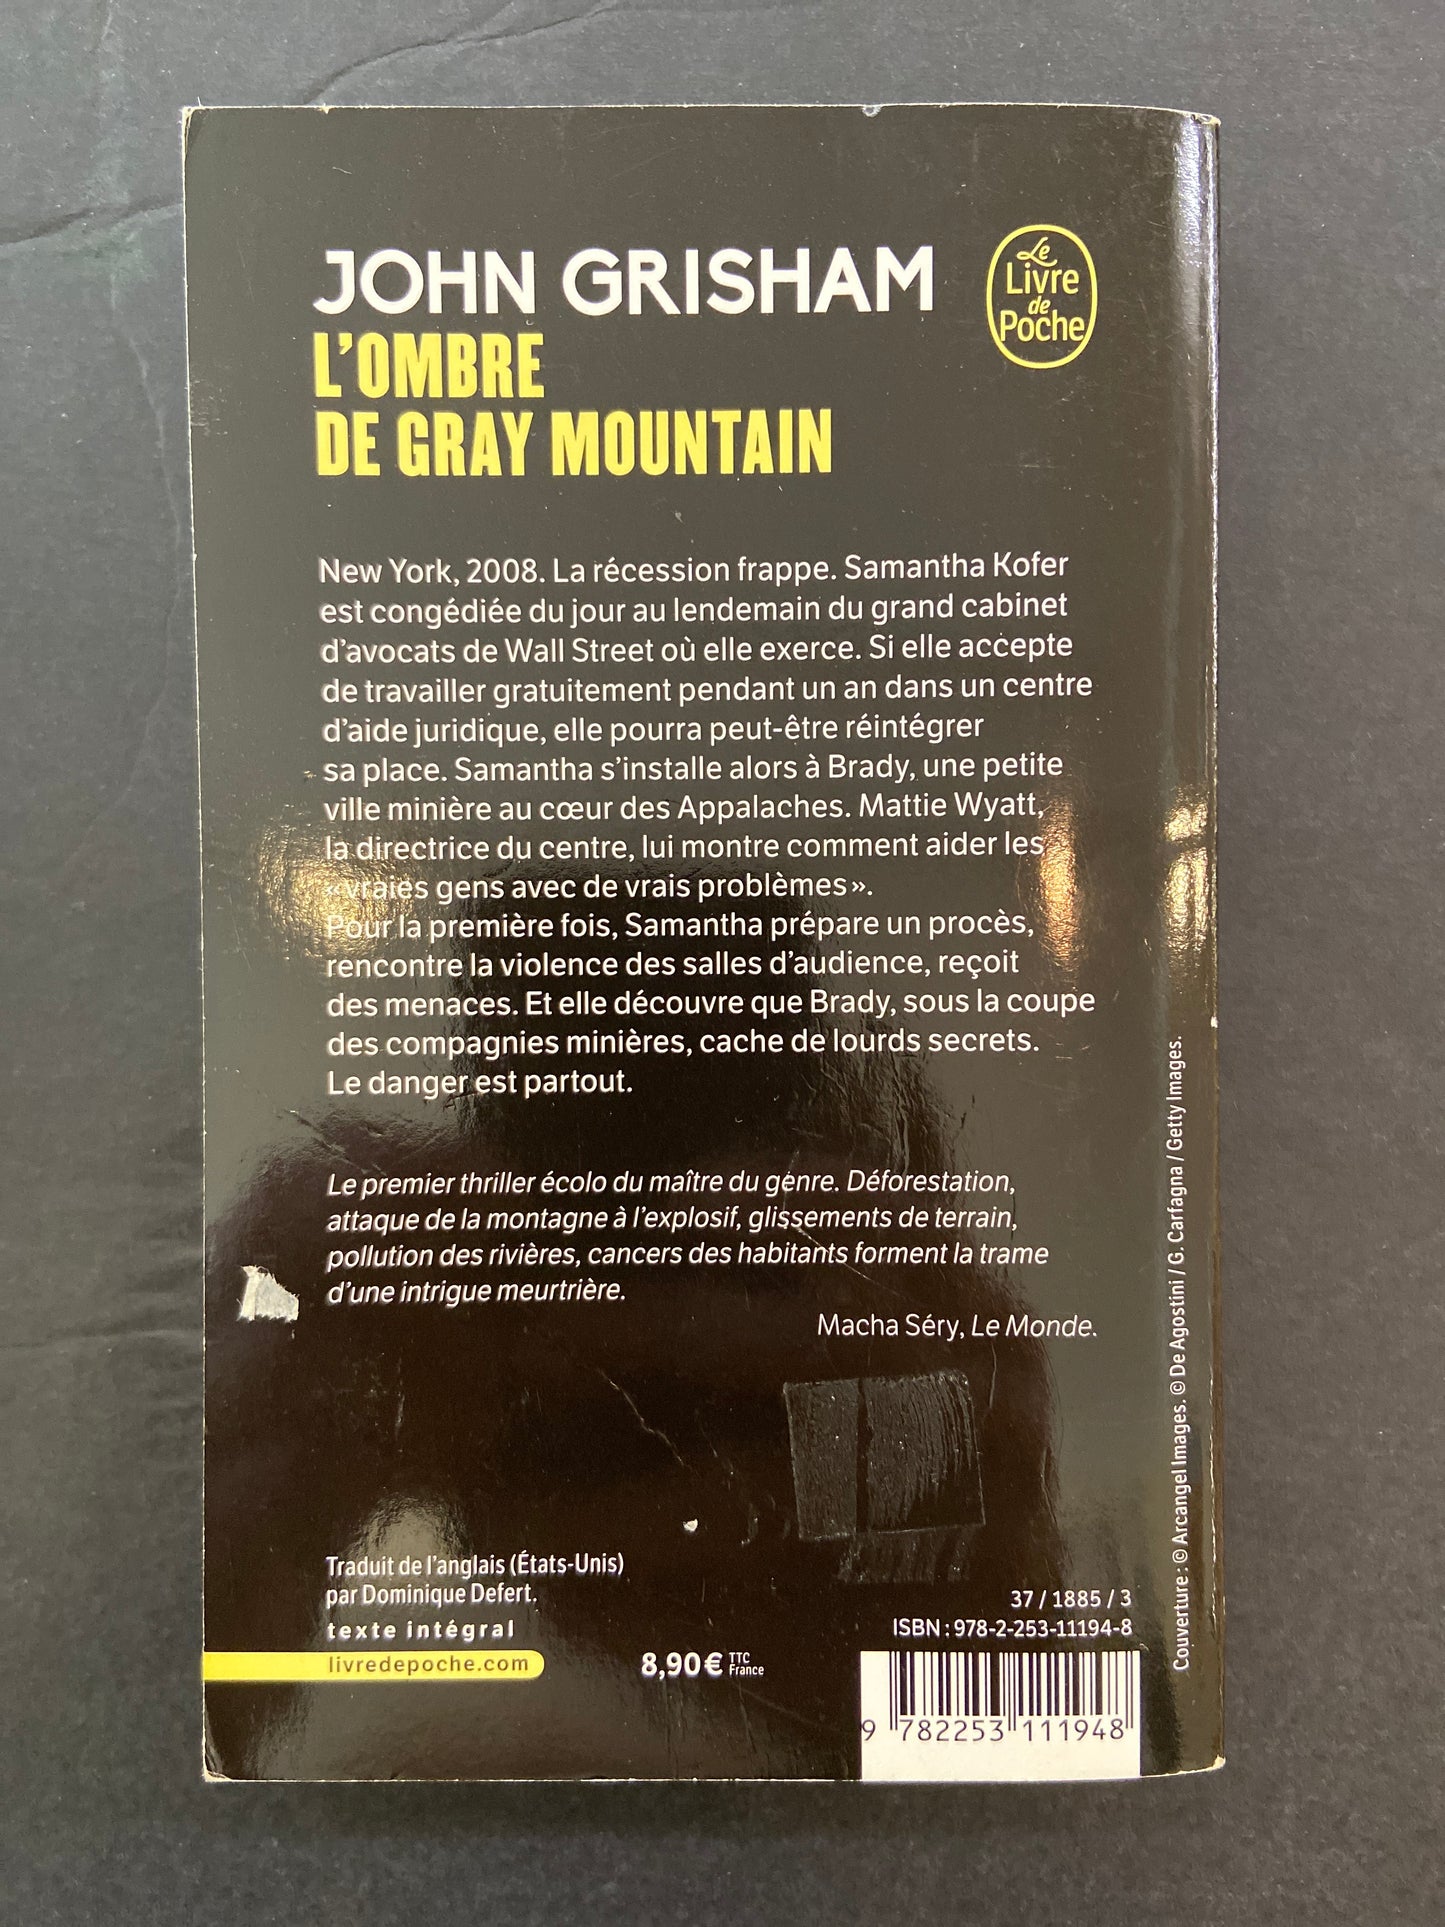 JOHN GRISHAM
L'OMBRE
DE GRAY MOUNTAIN
Le
Livre
de
Poche
New York, 2008. La récession frappe. Samantha Kofer
est congédiée du jour au lendemain du grand cabinet
d'avocats de Wall Street où elle exerce. Si elle accepte
de travailler gratuitement pendant un an dans un centre
d'aide juridique, elle pourra peut-être réintégrer
sa place. Samantha s'installe alors à Brady, une petite
ville minière au cœur des Appalaches. Mattie Wyatt,
la directrice du centre, lui montre comment aider les
« vraies gens avec de vrais problèmes ».
Pour la première fois, Samantha prépare un procès,
rencontre la violence des salles d'audience, reçoit
des menaces. Et elle découvre que Brady, sous la coupe
des compagnies minières, cache de lourds secrets.
Le danger est partout.
Le premier thriller écolo du maître du genre. Déforestation,
attaque de la montagne à l'explosif, glissements de terrain,
pollution des rivières, cancers des habitants forment la trame
d'une intrigue meurtrière.
Macha Séry, Le Monde.
Traduit de l'anglais (États-Unis)
par Dominique Defert.
texte intégral
livredepoche.com
8,90 € TTC
France
37 / 1885 / 3
ISBN : 978-2-253-11194-8
9 782253 111948
Couverture : © Arcangel Images. © De Agostini / G. Carfagna / Getty Images.